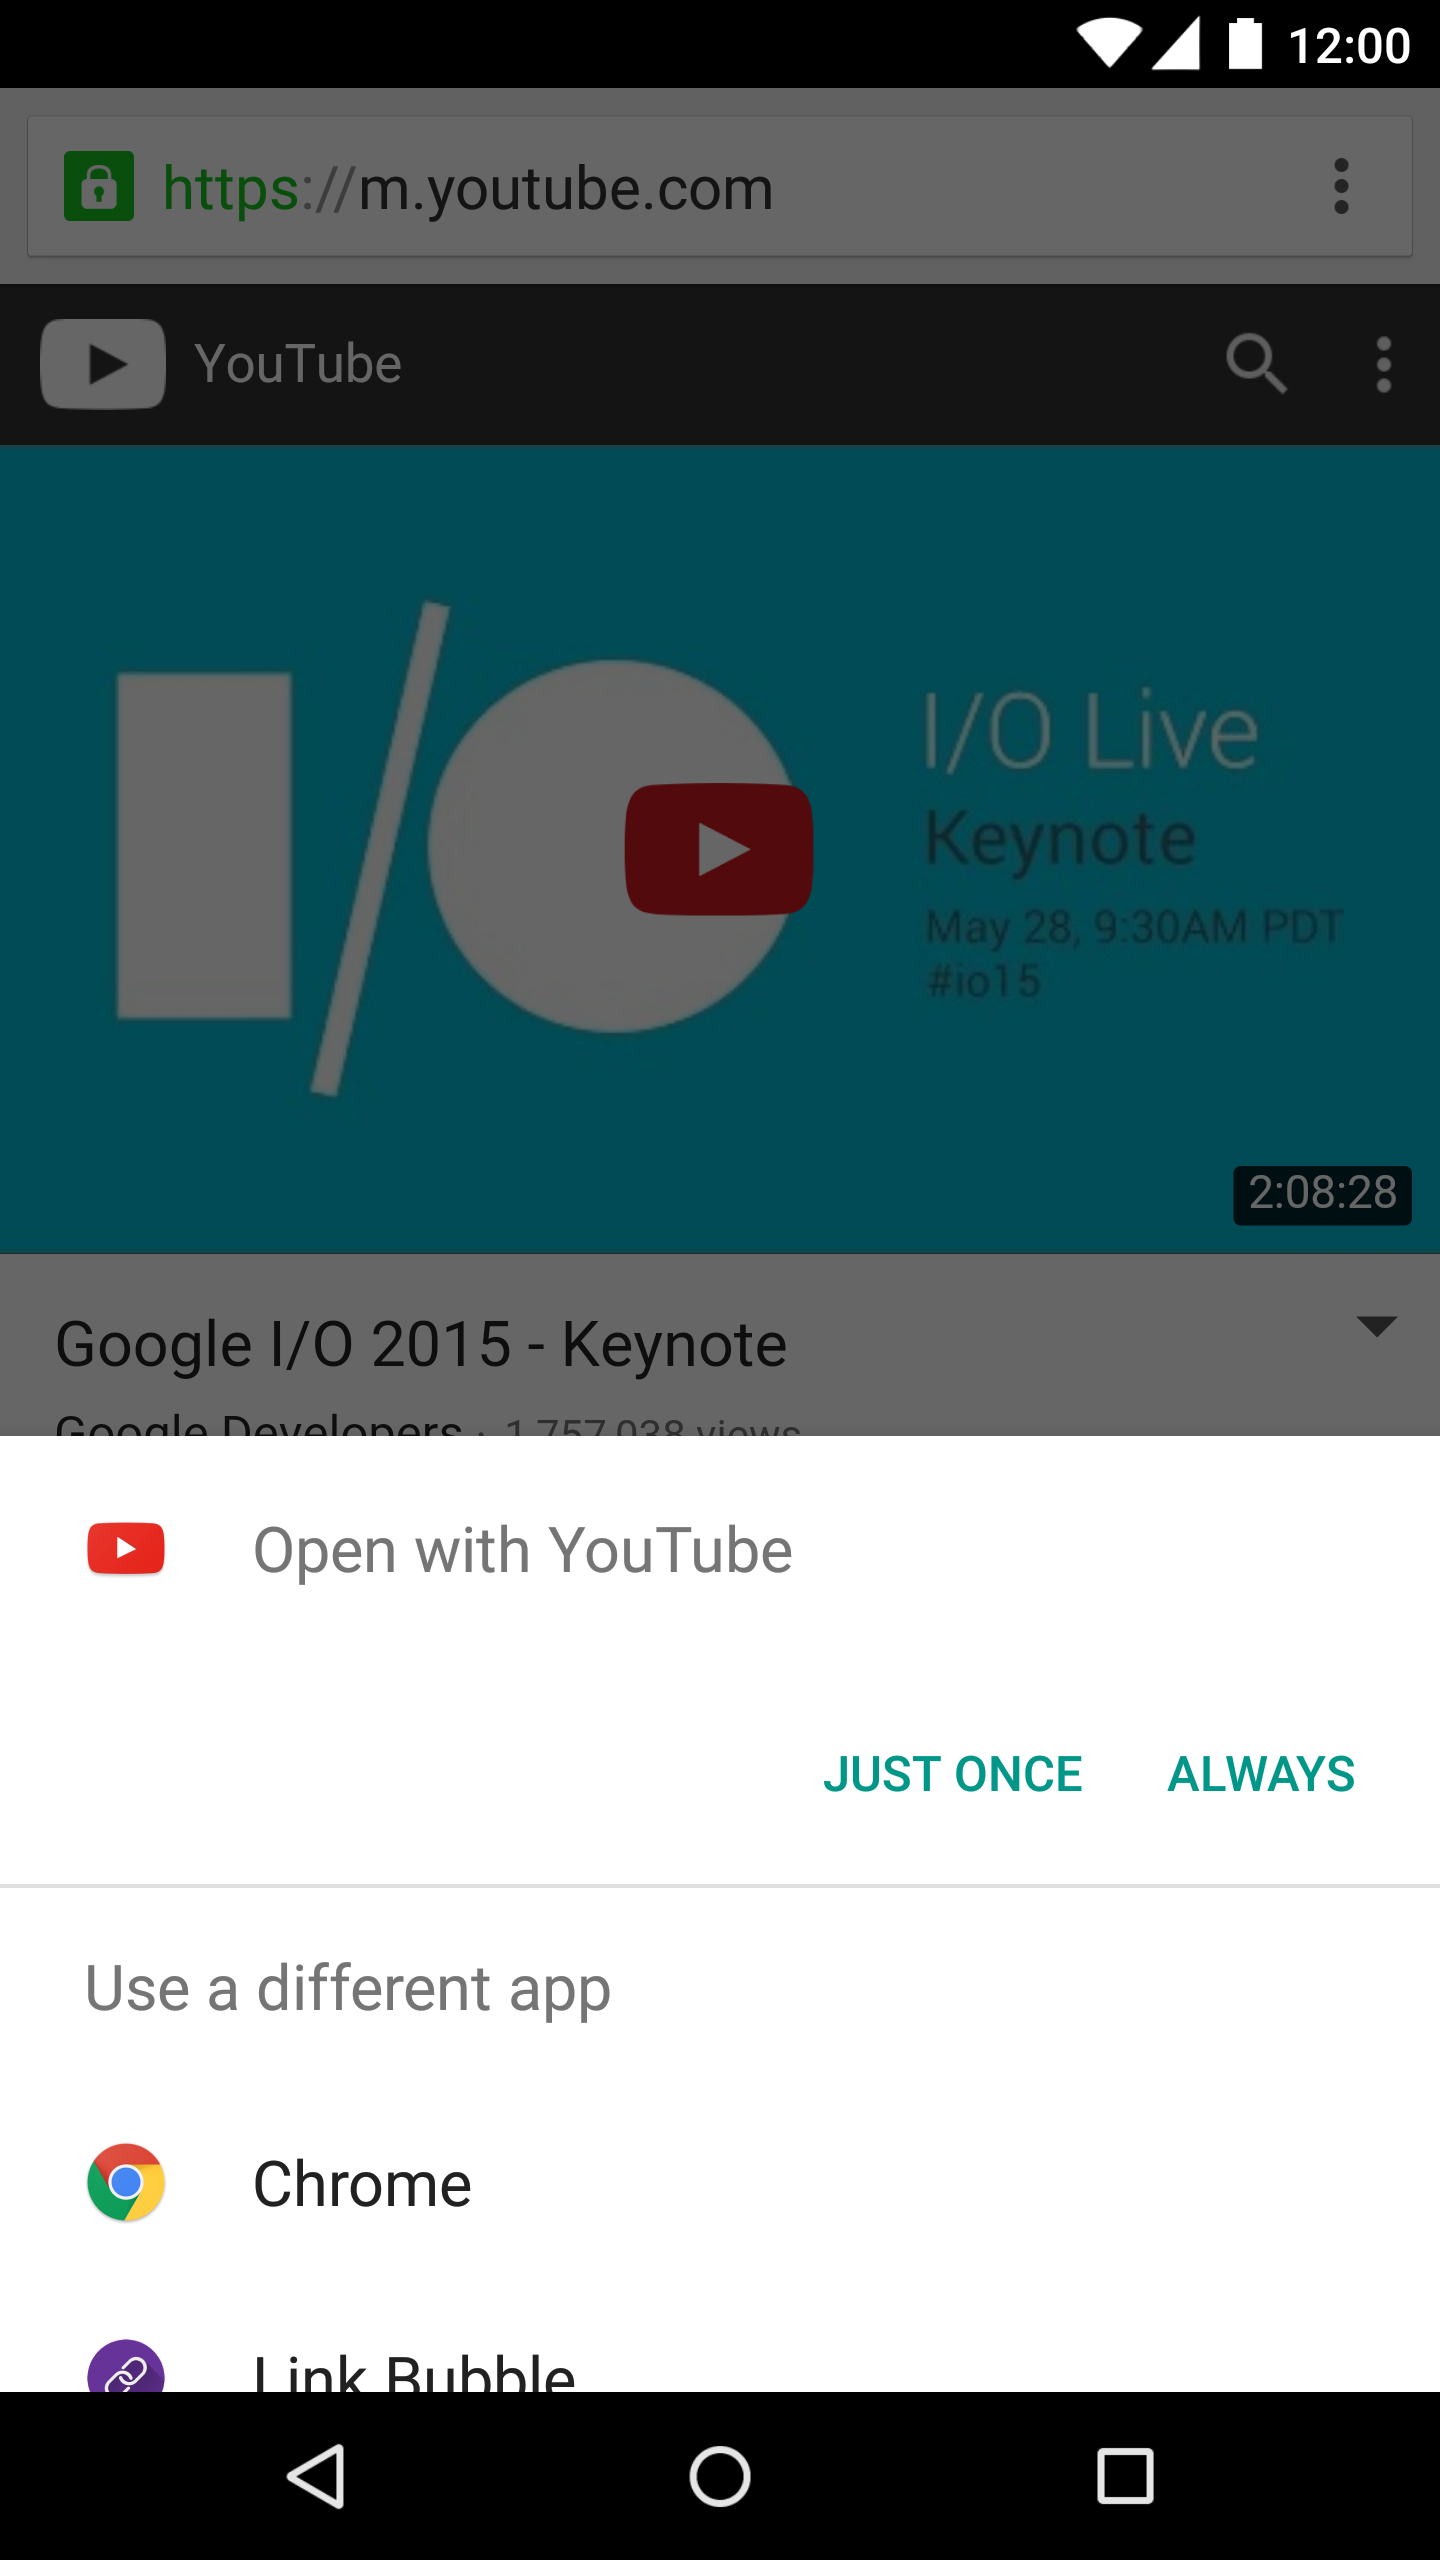 12:00
https://m.youtube.com
YouTube
I/O
I/O Live
Keynote
May 28, 9:30AM PDT
#io15
2:08:28
Google I/O 2015 - Keynote
Google Developers · 1,757,038 views
Open with YouTube
JUST ONCE ALWAYS
Use a different app
Chrome
Link Bubble